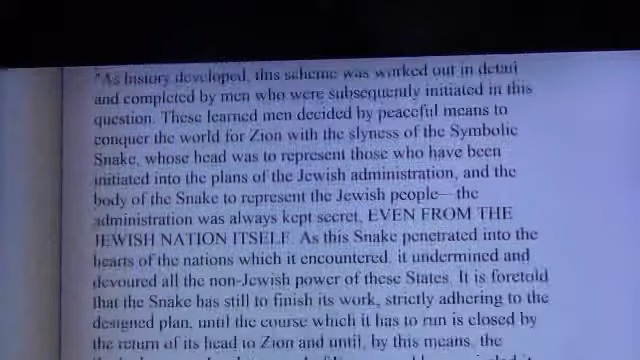 "As history developed, this scheme was worked out in detail
and completed by men who were subsequently initiated in this
question. These learned men decided by peaceful means to
conquer the world for Zion with the slyness of the Symbolic
Snake, whose head was to represent those who have been
initiated into the plans of the Jewish administration, and the
body of the Snake to represent the Jewish people—the
administration was always kept secret, EVEN FROM THE
JEWISH NATION ITSELF. As this Snake penetrated into the
hearts of the nations which it encountered, it undermined and
devoured all the non-Jewish power of these States. It is foretold
that the Snake has still to finish its work, strictly adhering to the
designed plan, until the course which it has to run is closed by
the return of its head to Zion and until, by this means, the